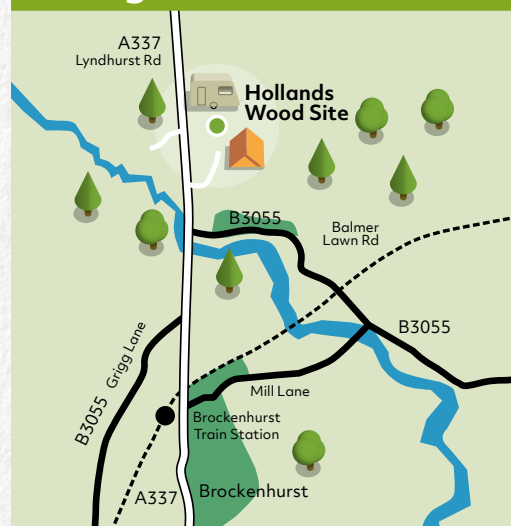 A337
Lyndhurst Rd
Hollands
Wood Site
B3055
Balmer
Lawn Rd
B3055
Grigg Lane
B3055
Mill Lane
Brockenhurst
Train Station
A337
Brockenhurst